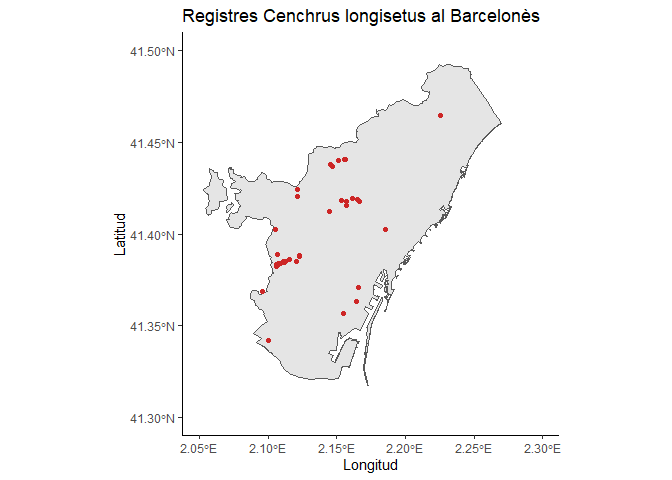 Registres Cenchrus longisetus al Barcelonès
41.50°N
41.45°N
41.40°N
41.35°N
41.30°N
Latitud
2.05°E 2.10°E 2.15°E 2.20°E 2.25°E 2.30°E
Longitud